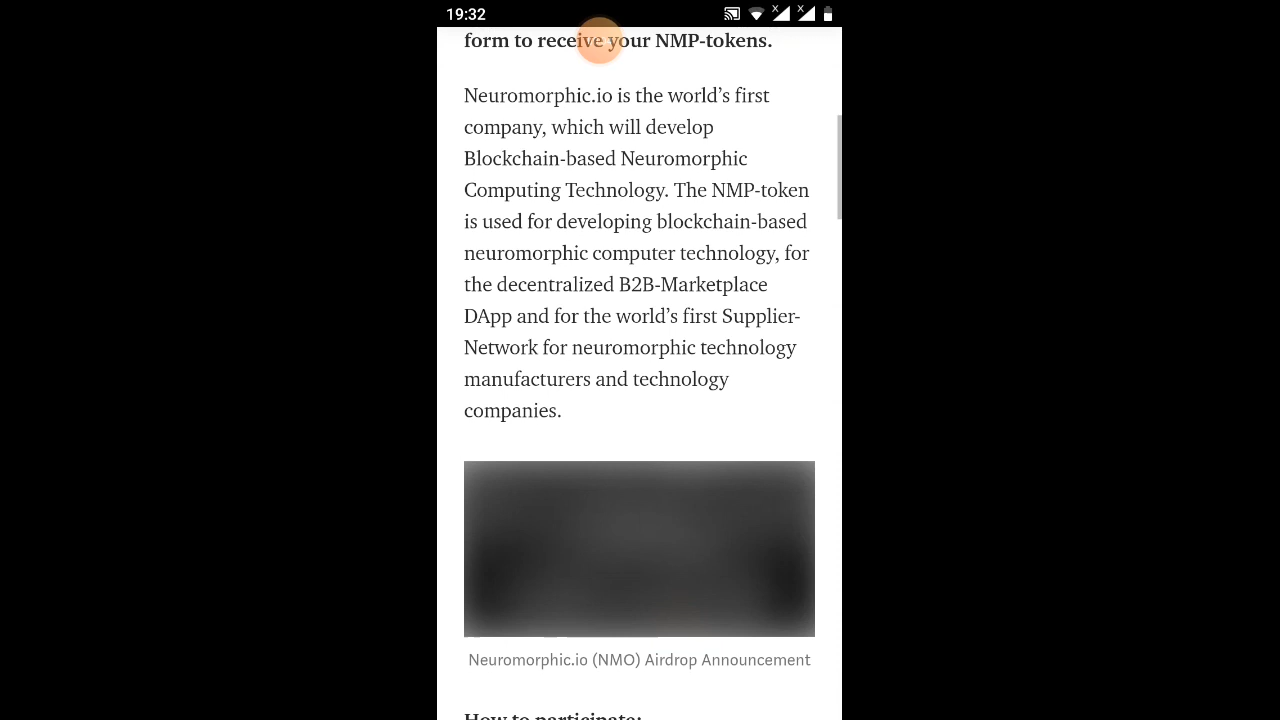 19:32
form to receive your NMP-tokens.
Neuromorphic.io is the world’s first
company, which will develop
Blockchain-based Neuromorphic
Computing Technology. The NMP-token
is used for developing blockchain-based
neuromorphic computer technology, for
the decentralized B2B-Marketplace
DApp and for the world’s first Supplier-
Network for neuromorphic technology
manufacturers and technology
companies.
Neuromorphic.io (NMO) Airdrop Announcement
How to participate: